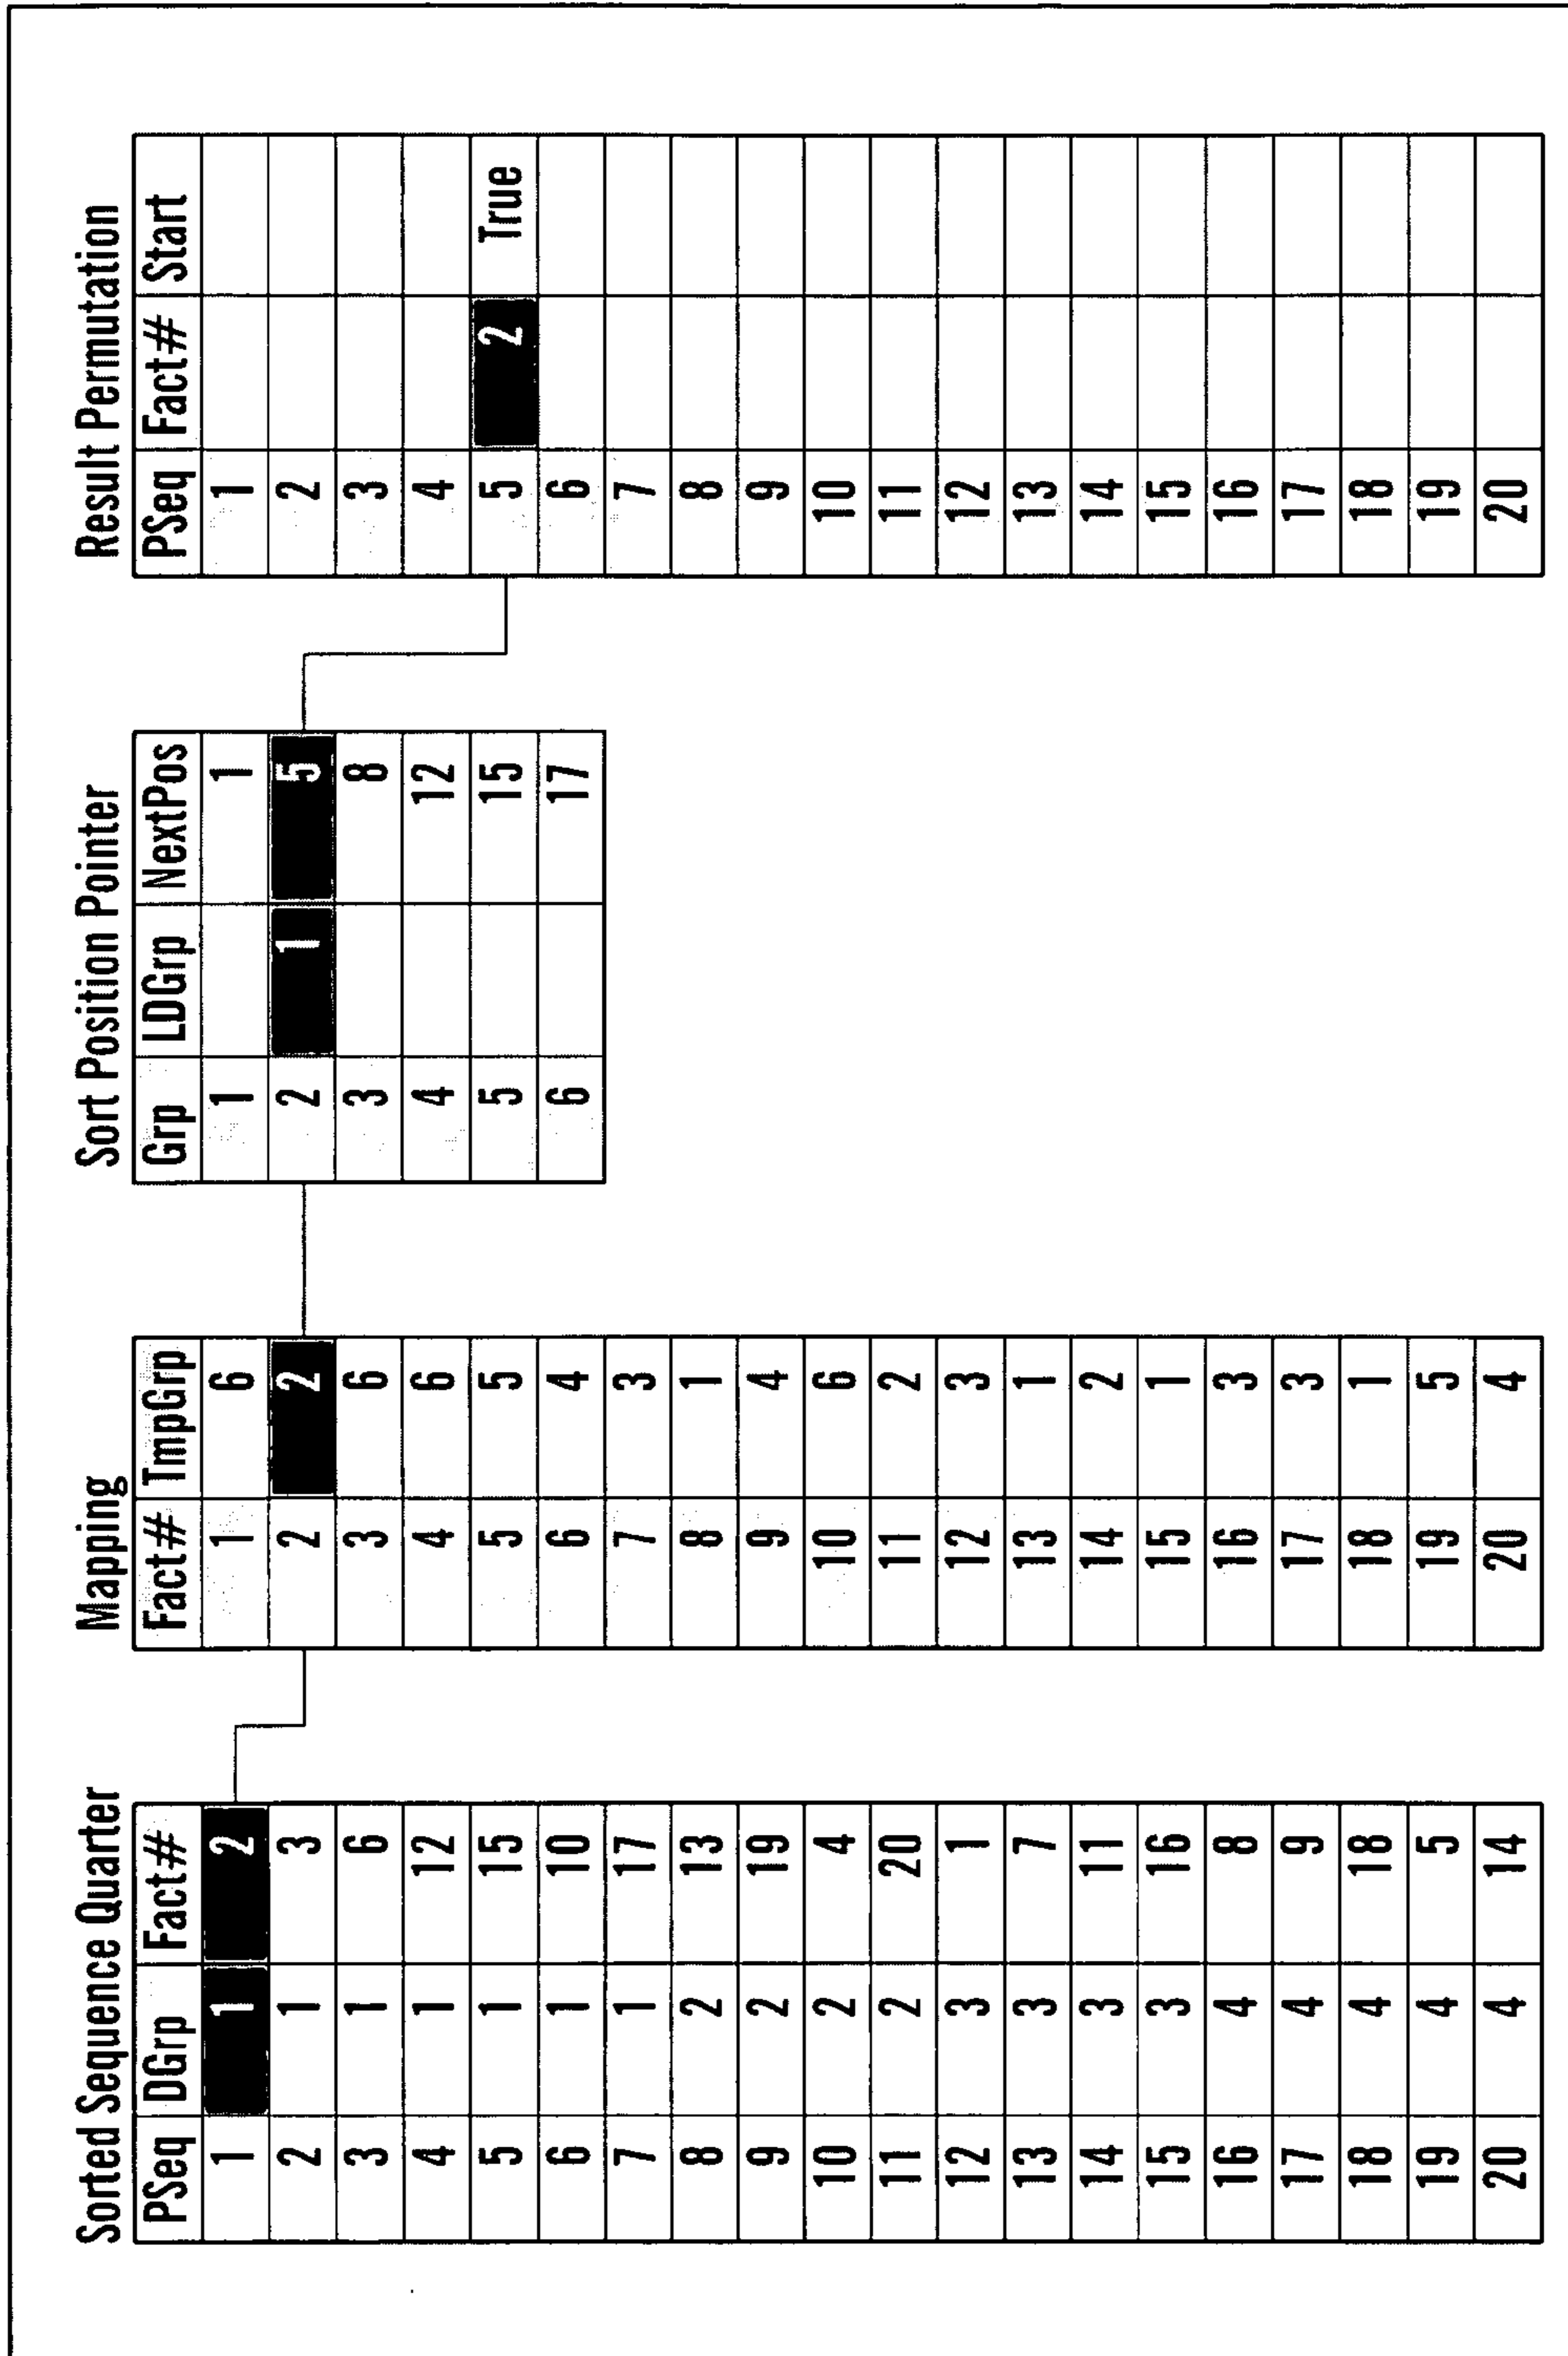 Sorted Sequence Quarter
PSeq DGrp Fact#
1 1 2
2 1 3
3 1 6
4 1 12
5 1 15
6 1 10
7 1 17
8 2 13
9 2 19
10 2 4
11 2 20
12 3 1
13 3 7
14 3 11
15 3 16
16 4 8
17 4 9
18 4 18
19 4 5
20 4 14
Mapping
Fact# TmpGrp
1 6
2 2
3 6
4 6
5 5
6 4
7 3
8 1
9 4
10 6
11 2
12 3
13 1
14 2
15 1
16 3
17 3
18 1
19 5
20 4
Sort Position Pointer
Grp LDGrp NextPos
1 1
2 1 5
3 8
4 12
5 15
6 17
Result Permutation
PSeq Fact# Start
1
2
3
4
5 2 True
6
7
8
9
10
11
12
13
14
15
16
17
18
19
20